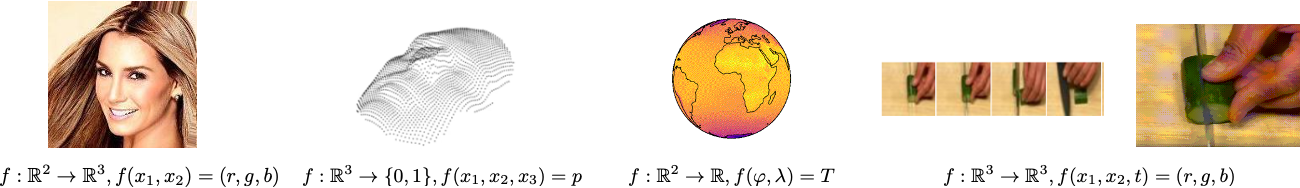 f : ℝ² → ℝ³, f(x₁, x₂) = (r, g, b)
f : ℝ³ → {0, 1}, f(x₁, x₂, x₃) = p
f : ℝ² → ℝ, f(φ, λ) = T
f : ℝ³ → ℝ³, f(x₁, x₂, t) = (r, g, b)